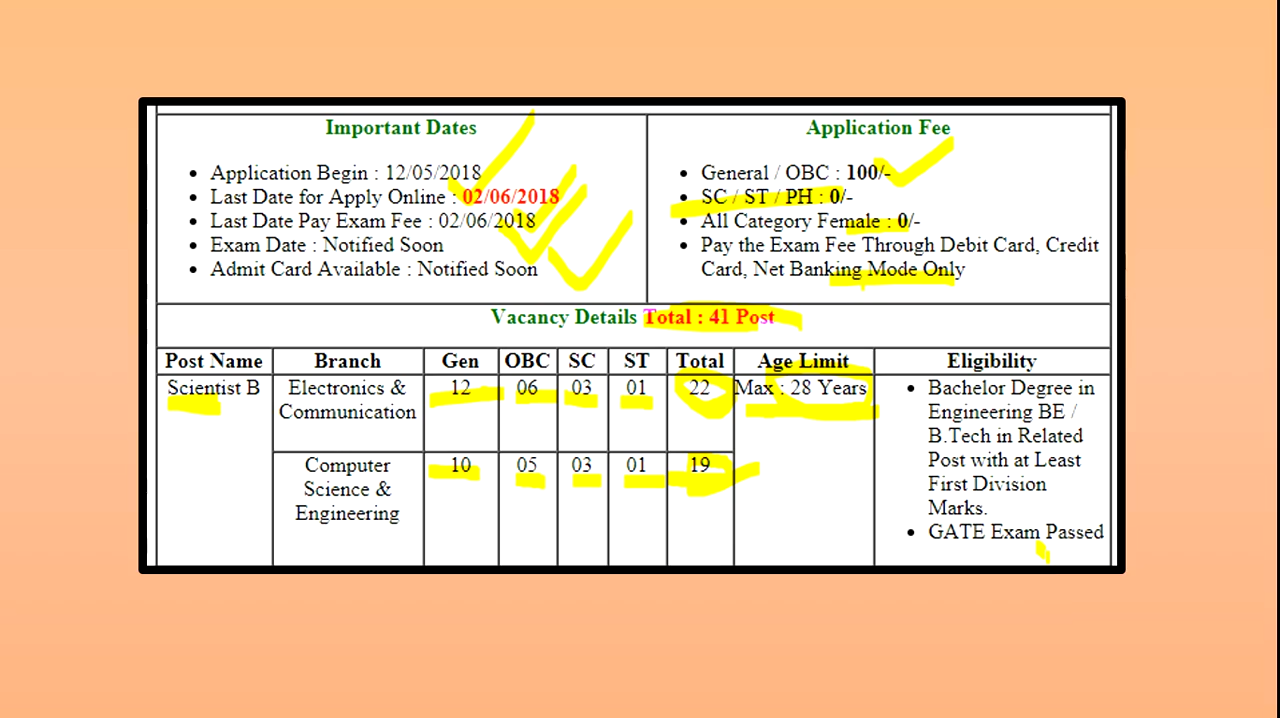 Important Dates
Application Begin : 12/05/2018
Last Date for Apply Online : 02/06/2018
Last Date Pay Exam Fee : 02/06/2018
Exam Date : Notified Soon
Admit Card Available : Notified Soon
Application Fee
General / OBC : 100/-
SC / ST / PH : 0/-
All Category Female : 0/-
Pay the Exam Fee Through Debit Card, Credit
Card, Net Banking Mode Only
Vacancy Details Total : 41 Post
Post Name Branch Gen OBC SC ST Total Age Limit Eligibility
Scientist B
Electronics &
Communication
12 06 03 01 22
Max : 28 Years
Computer
Science &
Engineering
10 05 03 01 19
Bachelor Degree in
Engineering BE /
B.Tech in Related
Post with at Least
First Division
Marks.
GATE Exam Passed